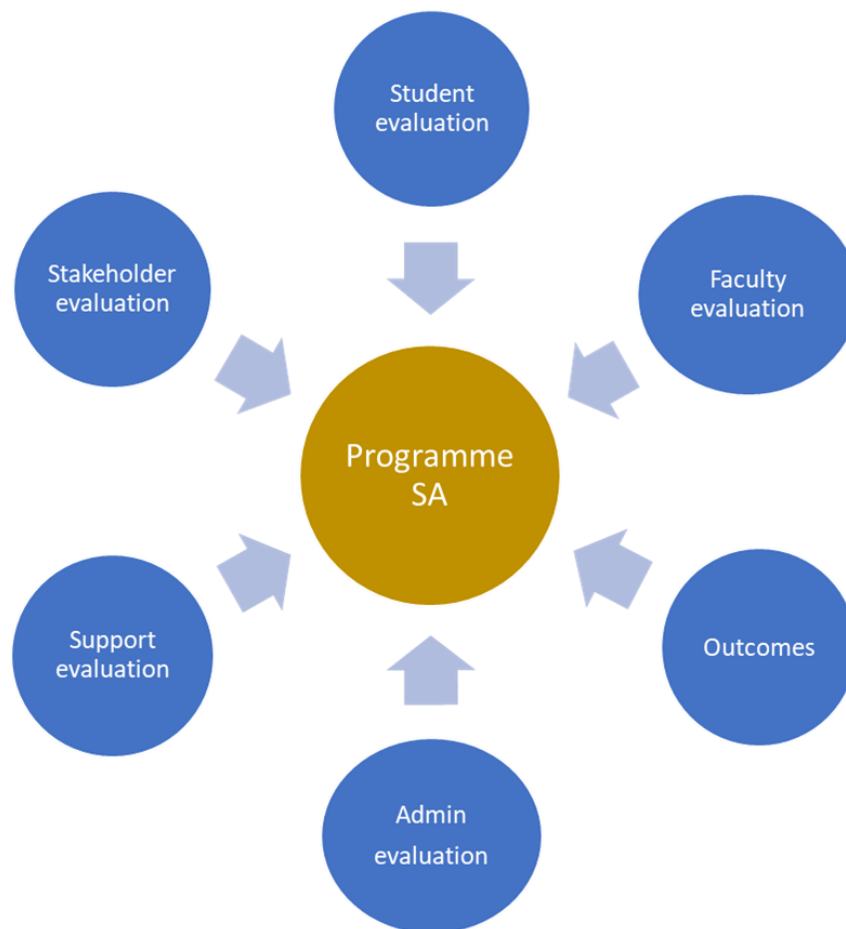 Student
evaluation
Stakeholder
evaluation
Faculty
evaluation
Programme
SA
Support
evaluation
Outcomes
Admin
evaluation